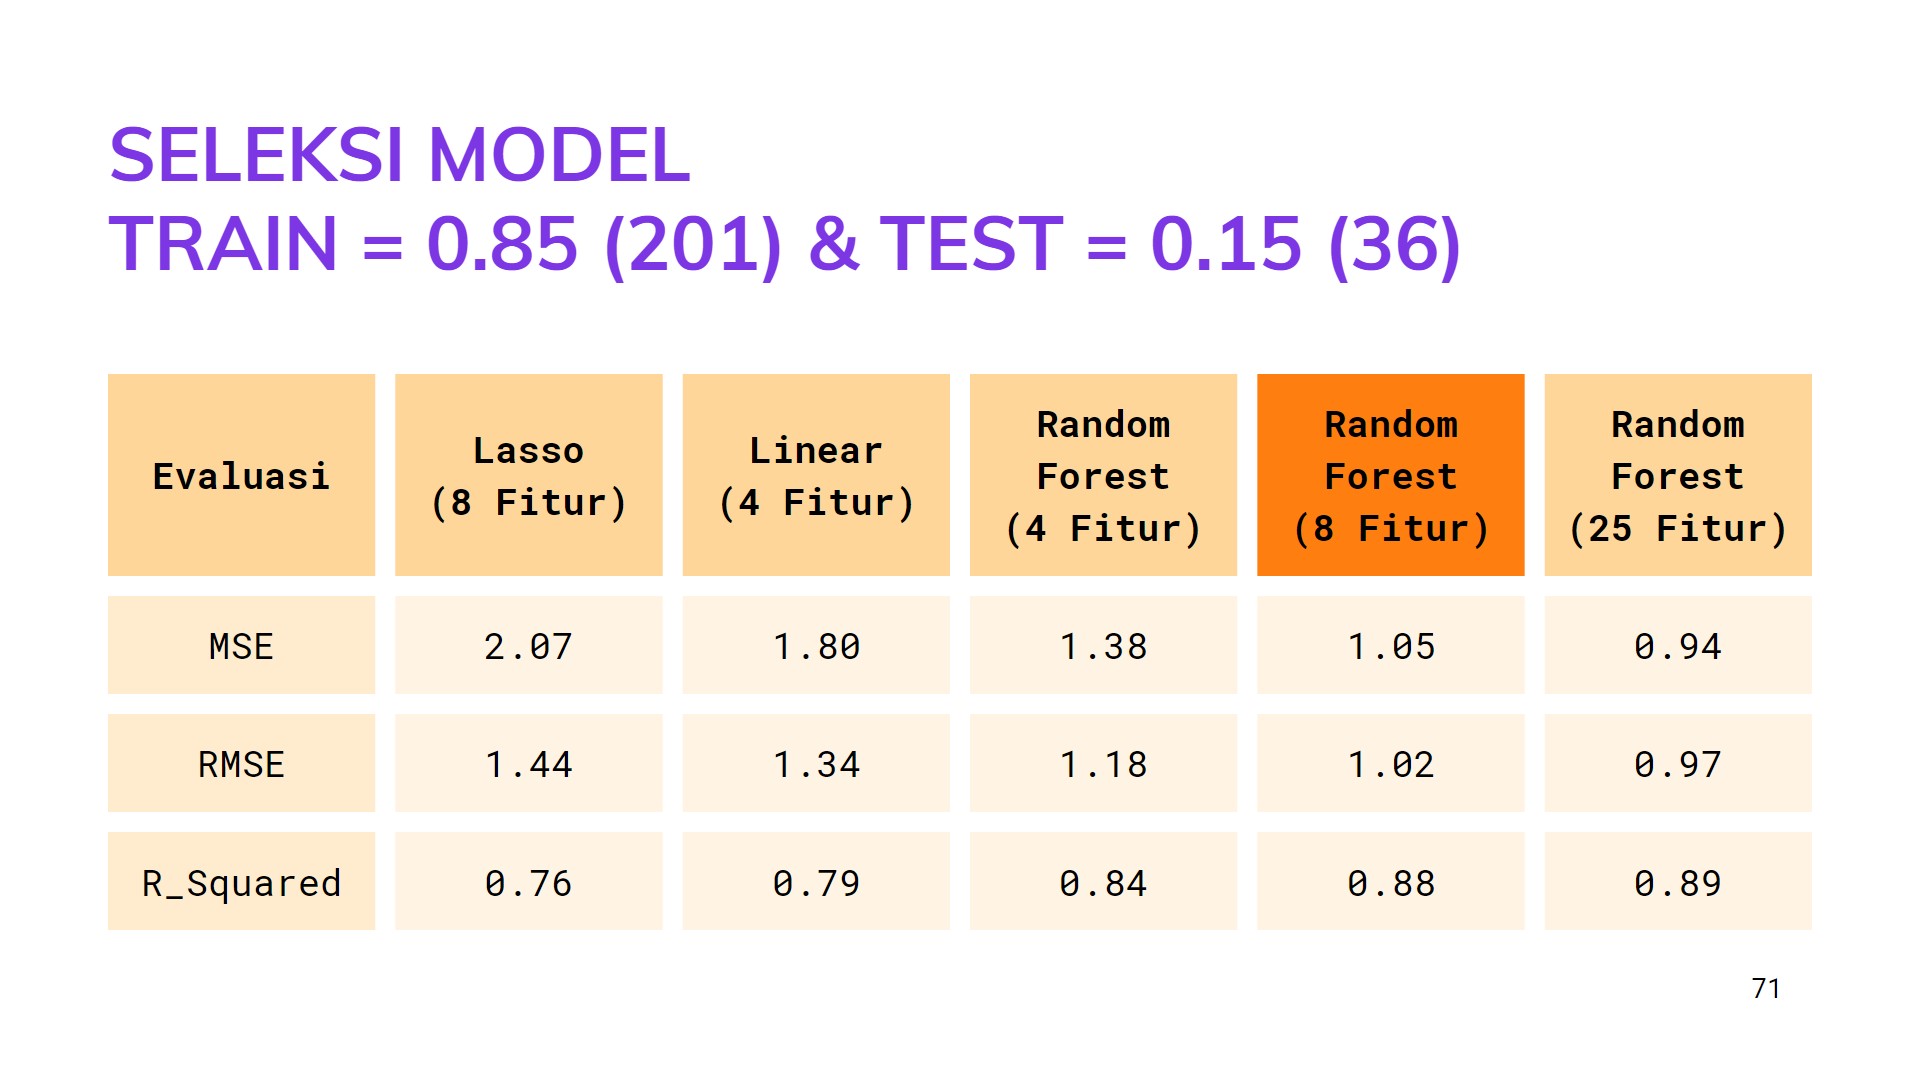 SELEKSI MODEL
TRAIN = 0.85 (201) & TEST = 0.15 (36)
Evaluasi
Lasso
(8 Fitur)
Linear
(4 Fitur)
Random
Forest
(4 Fitur)
Random
Forest
(8 Fitur)
Random
Forest
(25 Fitur)
MSE 2.07 1.80 1.38 1.05 0.94
RMSE 1.44 1.34 1.18 1.02 0.97
R_Squared 0.76 0.79 0.84 0.88 0.89
71